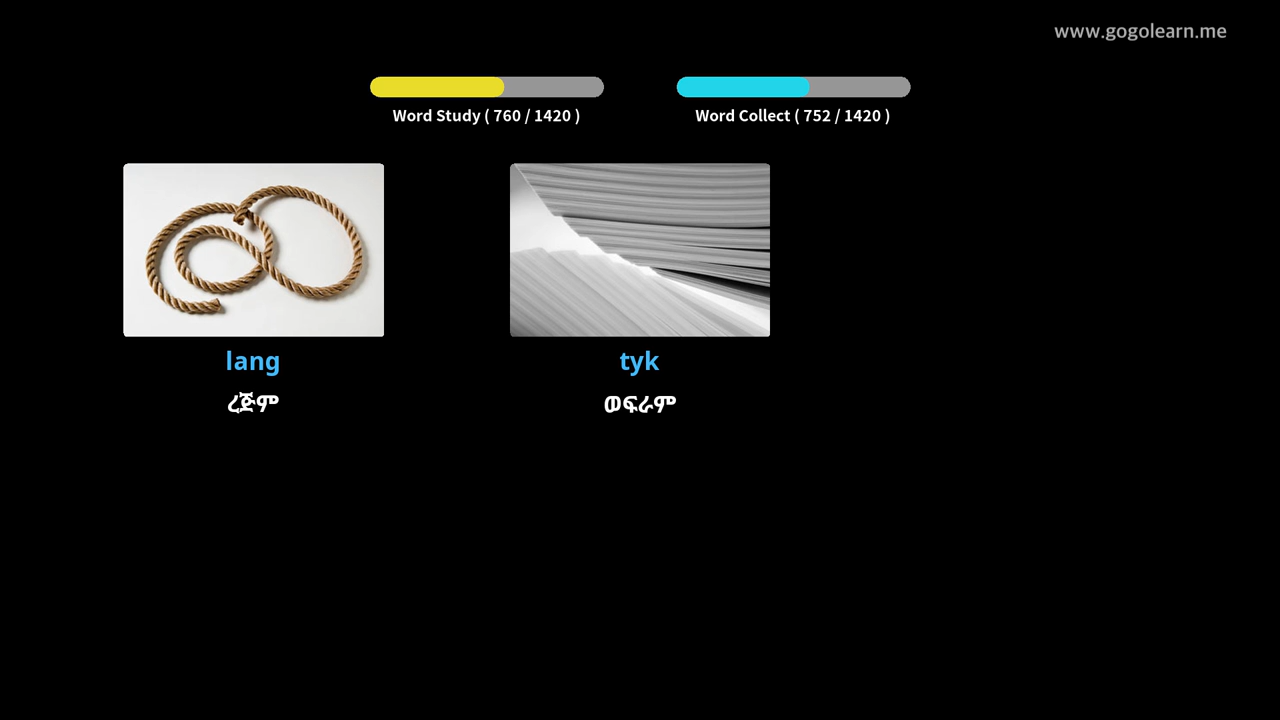 www.gogolearn.me
Word Study ( 760 / 1420 )
Word Collect ( 752 / 1420 )
lang
tyk
ረጅም
ወፍራም